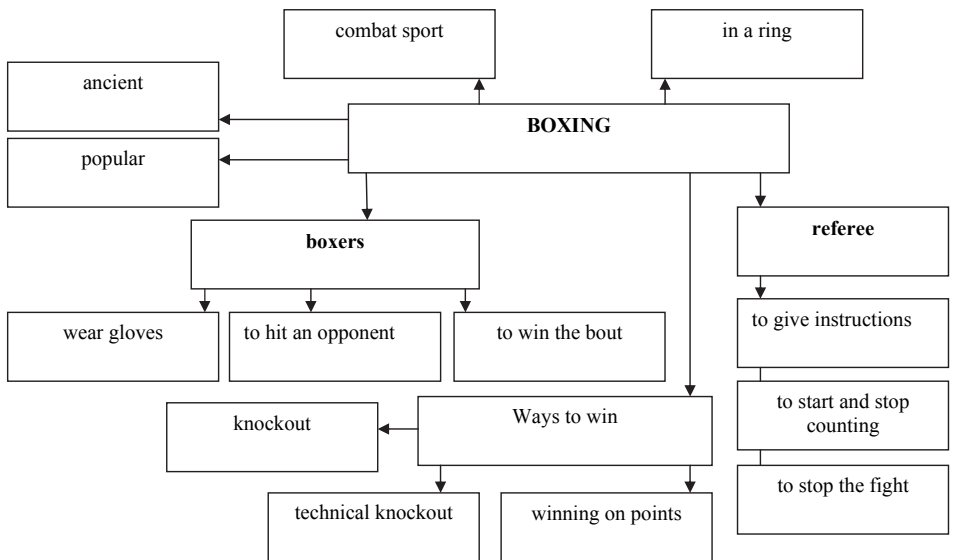 combat sport
in a ring
ancient
BOXING
popular
boxers
referee
wear gloves
to hit an opponent
to win the bout
to give instructions
to start and stop
counting
knockout
Ways to win
to stop the fight
technical knockout
winning on points